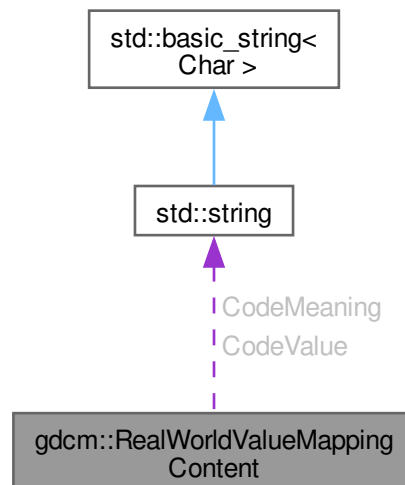 std::basic_string<
Char >
std::string
CodeMeaning
CodeValue
gdcm::RealWorldValueMapping
Content